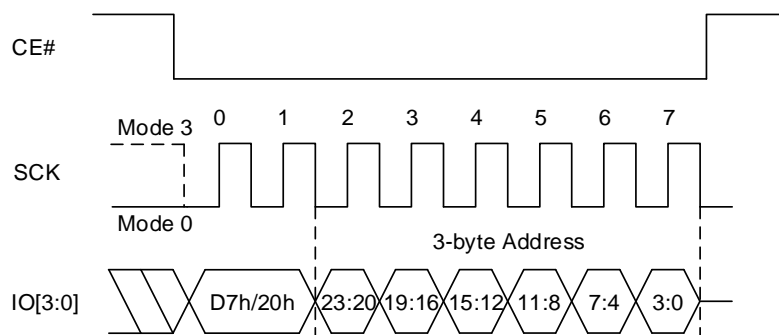 CE#
0 1 2 3 4 5 6 7
Mode 3
SCK
Mode 0
3-byte Address
IO[3:0] D7h/20h 23:20 19:16 15:12 11:8 7:4 3:0